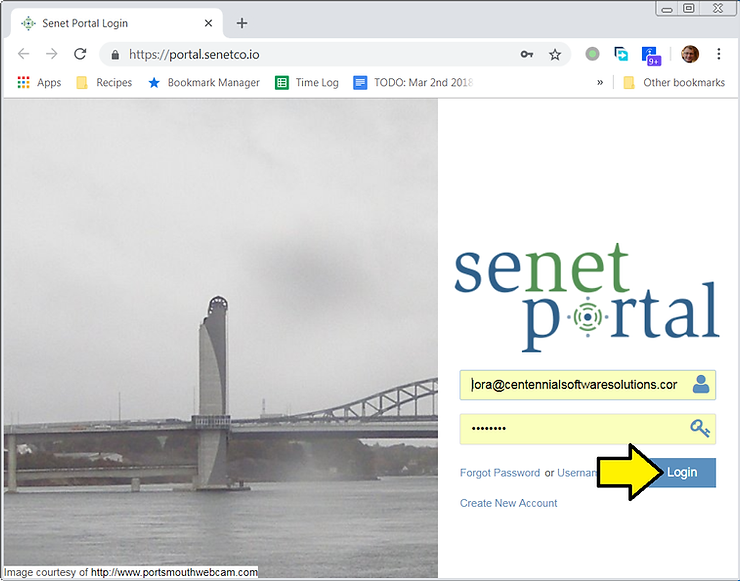 Senet Portal Login
https://portal.senetco.io
9+
Apps
Recipes
Bookmark Manager
Time Log
TODO: Mar 2nd 2018
»
Other bookmarks
senet
portal
ora@centennialsoftwaresolutions.cor
••••••••
Forgot Password or Usernam
Login
Create New Account
Image courtesy of http://www.portsmouthwebcam.com